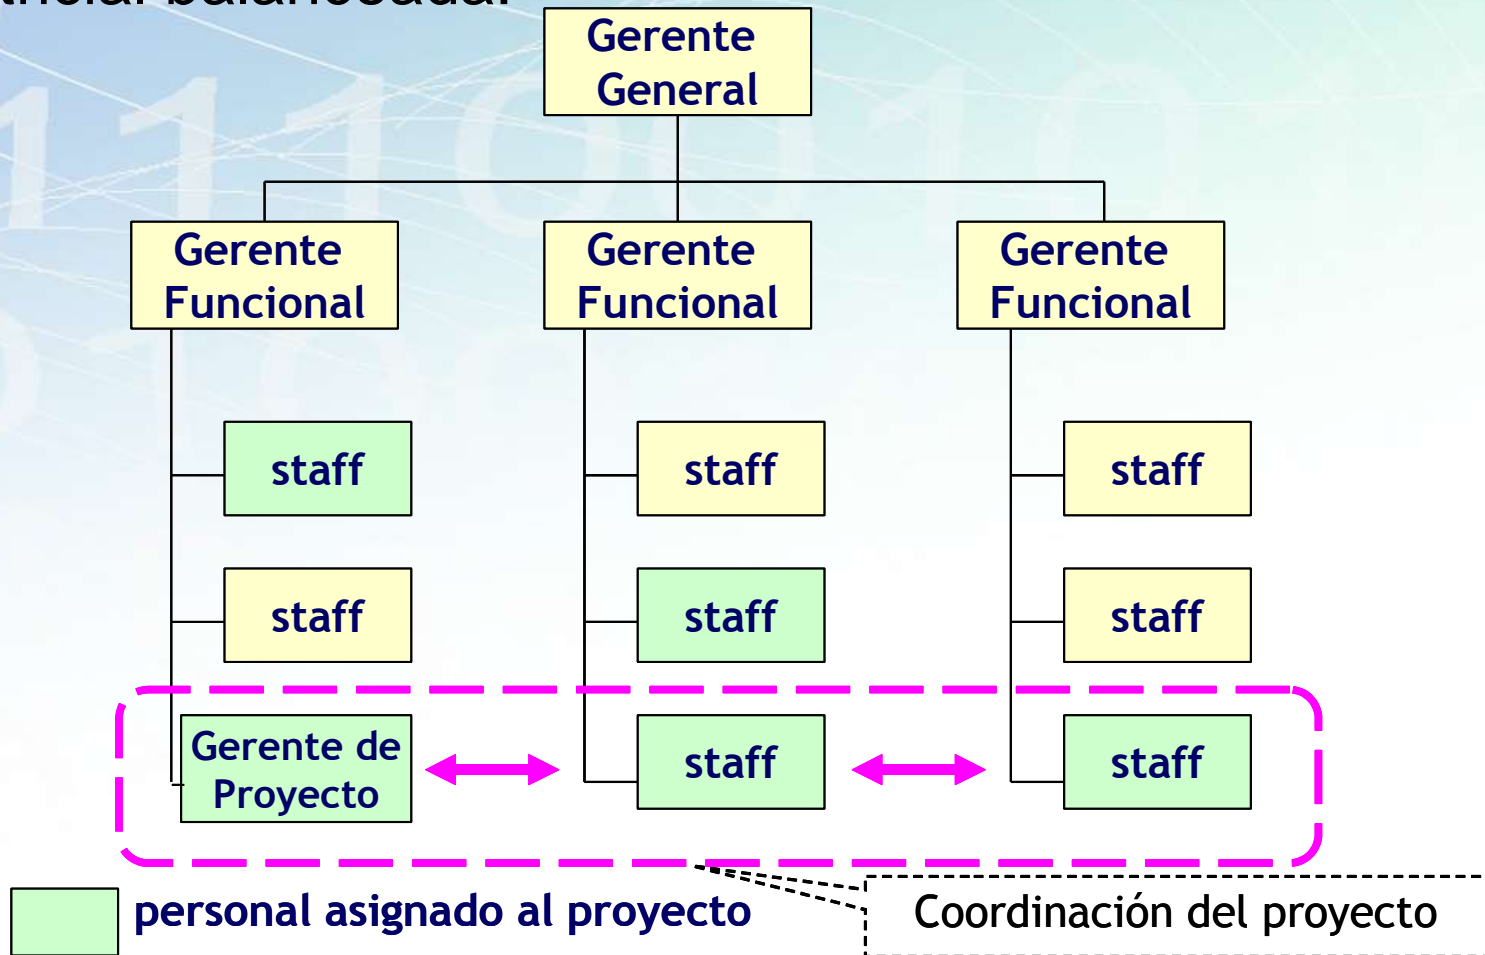 balanceada.
Gerente
General
Gerente
Funcional
Gerente
Funcional
Gerente
Funcional
staff
staff
staff
staff
staff
staff
Gerente de
Proyecto
staff
staff
personal asignado al proyecto
Coordinación del proyecto